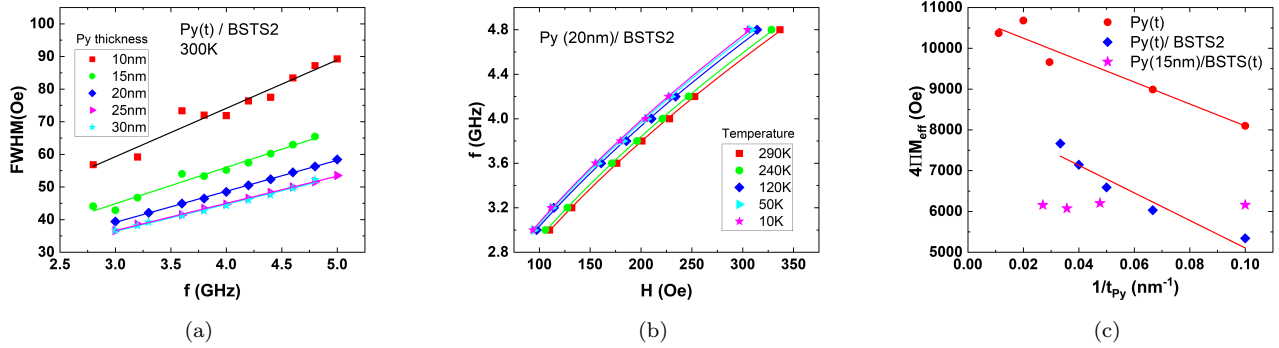 100
90
80
70
60
50
40
30
2.5
3.0
3.5
4.0
4.5
5.0
FWHM(Oe)
f (GHz)
Py(t) / BSTS2
300K
Py thickness
10nm
15nm
20nm
25nm
30nm
(a)
4.8
4.4
4.0
3.6
3.2
2.8
100
150
200
250
300
350
f (GHz)
H (Oe)
Py (20nm)/ BSTS2
Temperature
290K
240K
120K
50K
10K
(b)
11000
10000
9000
8000
7000
6000
5000
0.00
0.02
0.04
0.06
0.08
0.10
4ΠM_eff (Oe)
1/t_Py (nm⁻¹)
Py(t)
Py(t)/ BSTS2
Py(15nm)/BSTS(t)
(c)